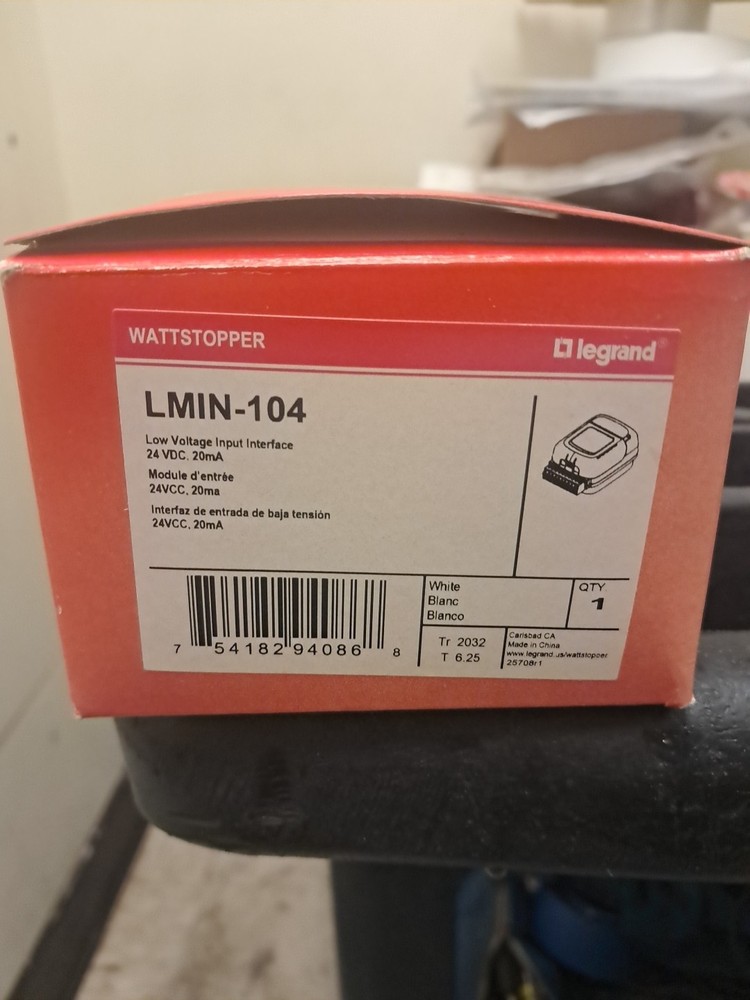 WATTSTOPPER
legrand®
LMIN-104
Low Voltage Input Interface
24 VDC, 20mA
Module d'entrèe
24VCC, 20ma
Interfaz de entrada de baja tensión
24VCC, 20mA
7 54182 94086 8
White
Blanc
Blanco
QTY.
1
Tr 2032
T 6.25
Carlsbad CA
Made in China
www.legrand.us/wattstopper
25708r1